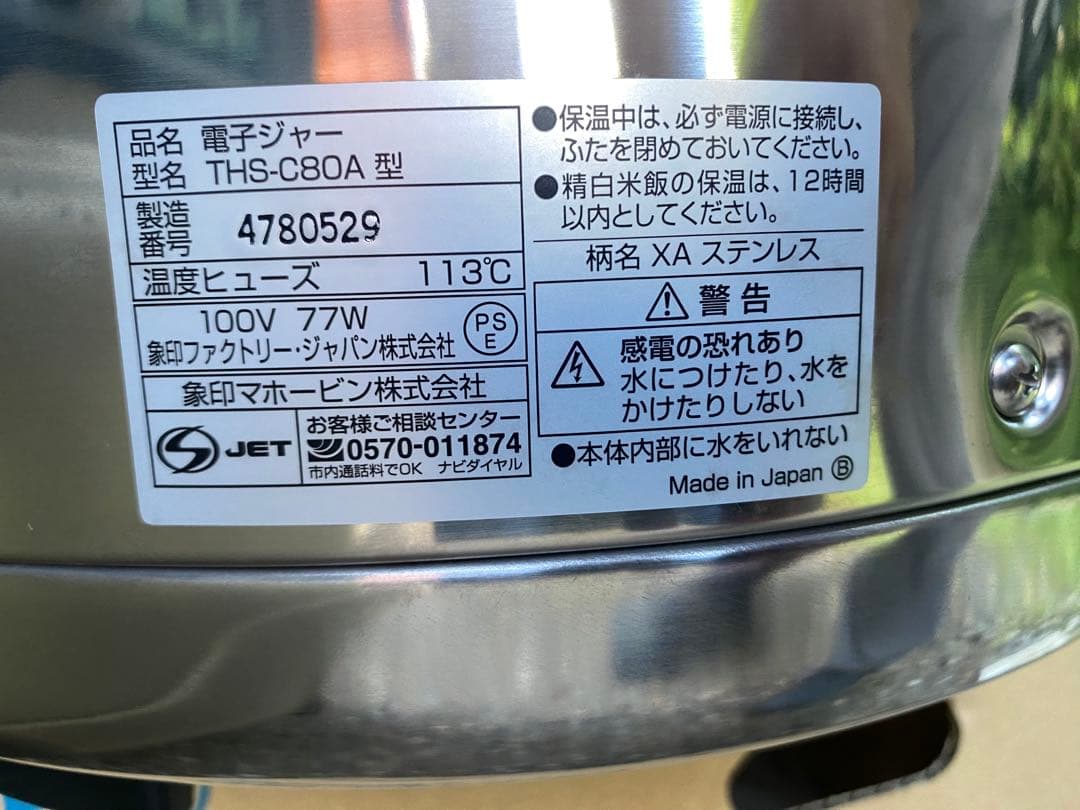 品名 電子ジャー
型名 THS-C80A 型
製造番号 4780529
温度ヒューズ 113℃
100V 77W
PSE
象印ファクトリー・ジャパン株式会社
象印マホービン株式会社
JET
お客様ご相談センター
0570-011874
市内通話料でOK ナビダイヤル
●保温中は、必ず電源に接続し、
ふたを閉めておいてください。
●精白米飯の保温は、12時間
以内としてください。
柄名 XA ステンレス
警告
感電の恐れあり
水につけたり、水を
かけたりしない
●本体内部に水をいれない
Made in Japan Ⓑ